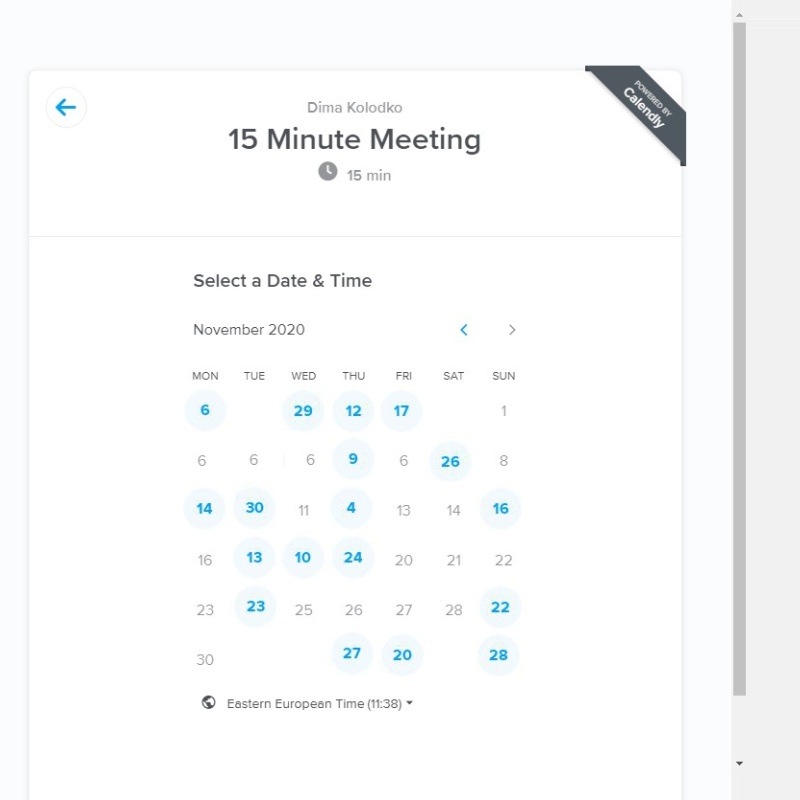 Dima Kolodko
POWERED BY
Calendly
15 Minute Meeting
15 min
Select a Date & Time
November 2020
MON TUE WED THU FRI SAT SUN
6 29 12 17 1
6 6 6 9 6 26 8
14 30 11 4 13 14 16
16 13 10 24 20 21 22
23 23 25 26 27 28 22
30 27 20 28
Eastern European Time (11:38)